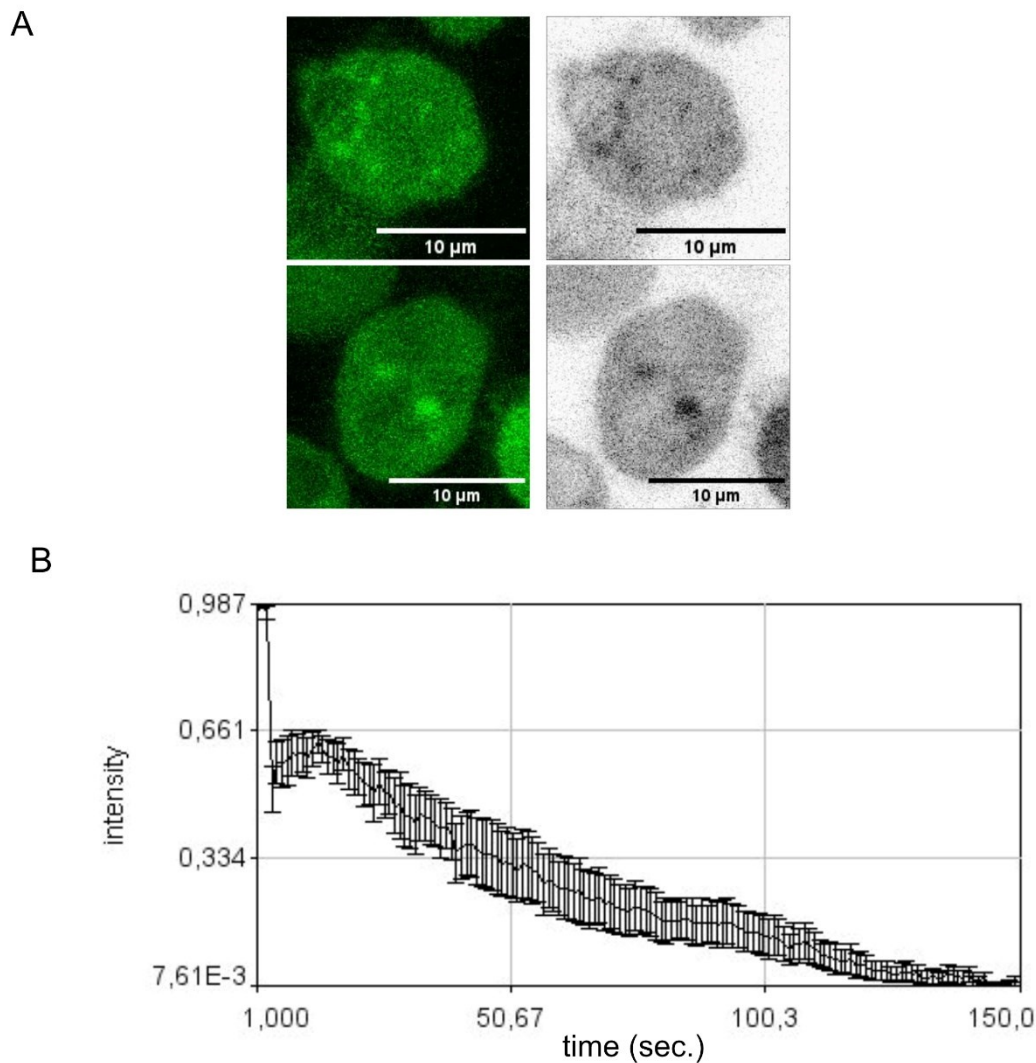 A
10 µm
10 µm
10 µm
10 µm
B
0,987
0,661
0,334
7,61E-3
intensity
1,000
50,67
100,3
150,0
time (sec.)